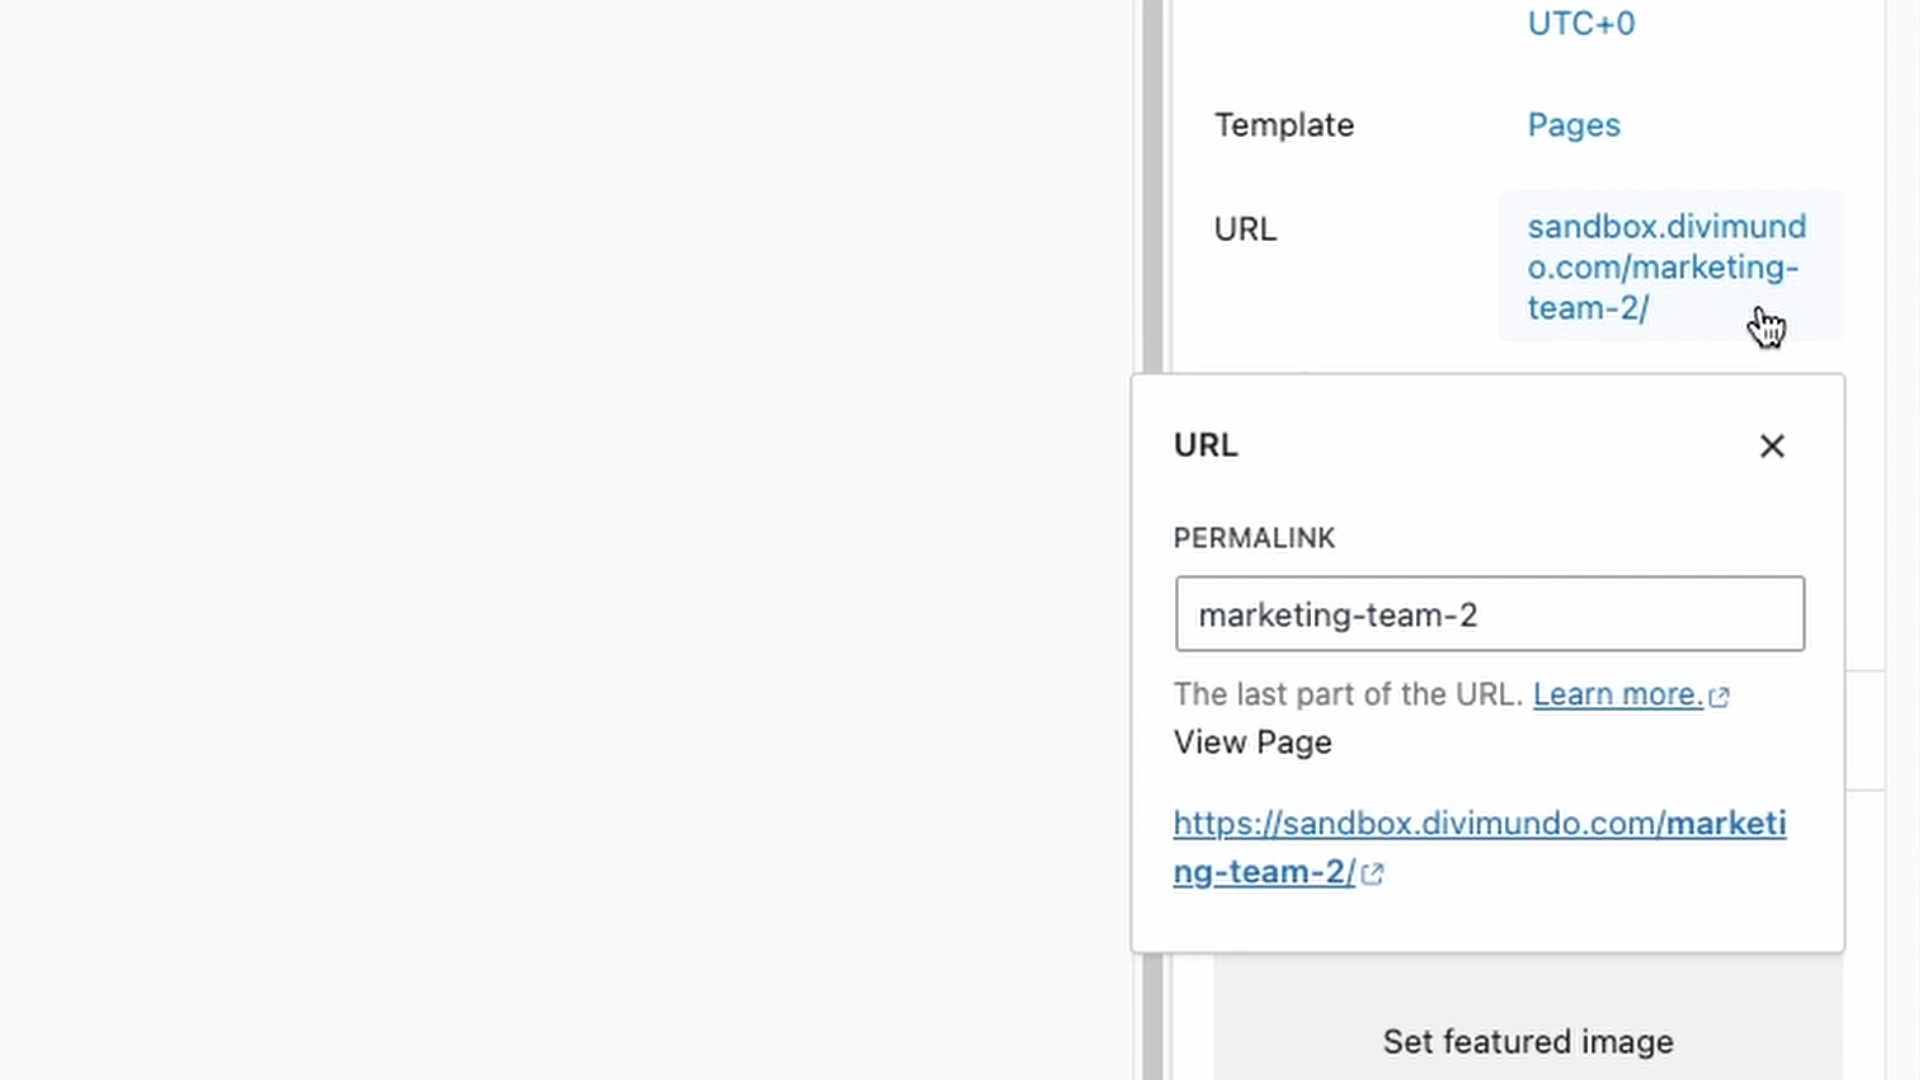 UTC+0
Template
Pages
URL
sandbox.divimund
o.com/marketing-
team-2/
URL
PERMALINK
marketing-team-2
The last part of the URL. Learn more.
View Page
https://sandbox.divimundo.com/marketi
ng-team-2/
Set featured image